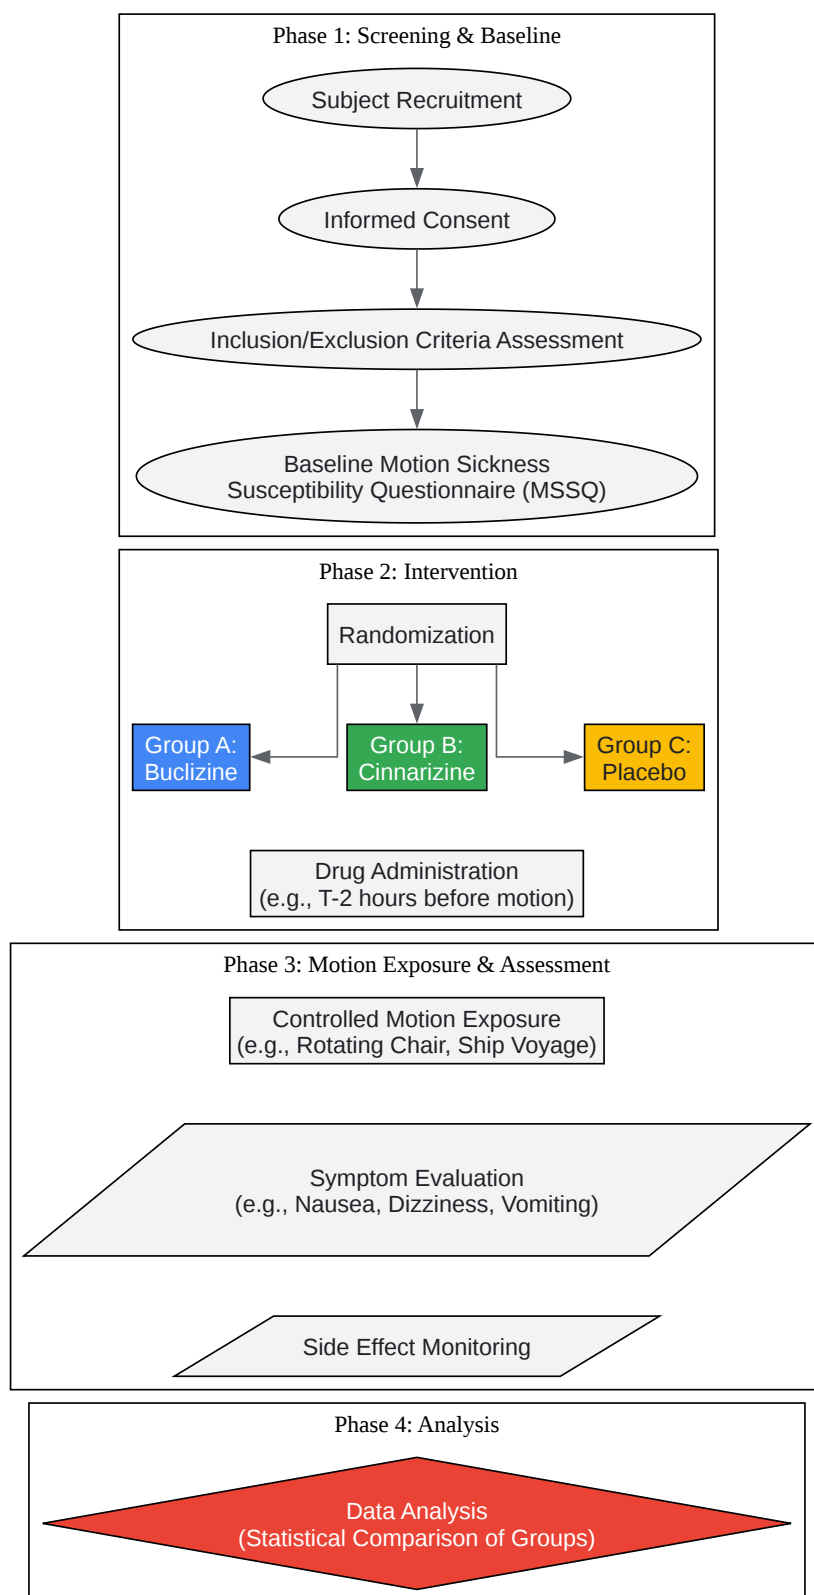 Phase 1: Screening & Baseline
Subject Recruitment
Informed Consent
Inclusion/Exclusion Criteria Assessment
Baseline Motion Sickness
Susceptibility Questionnaire (MSSQ)
Phase 2: Intervention
Randomization
Group A:
Buclizine
Group B:
Cinnarizine
Group C:
Placebo
Drug Administration
(e.g., T-2 hours before motion)
Phase 3: Motion Exposure & Assessment
Controlled Motion Exposure
(e.g., Rotating Chair, Ship Voyage)
Symptom Evaluation
(e.g., Nausea, Dizziness, Vomiting)
Side Effect Monitoring
Phase 4: Analysis
Data Analysis
(Statistical Comparison of Groups)